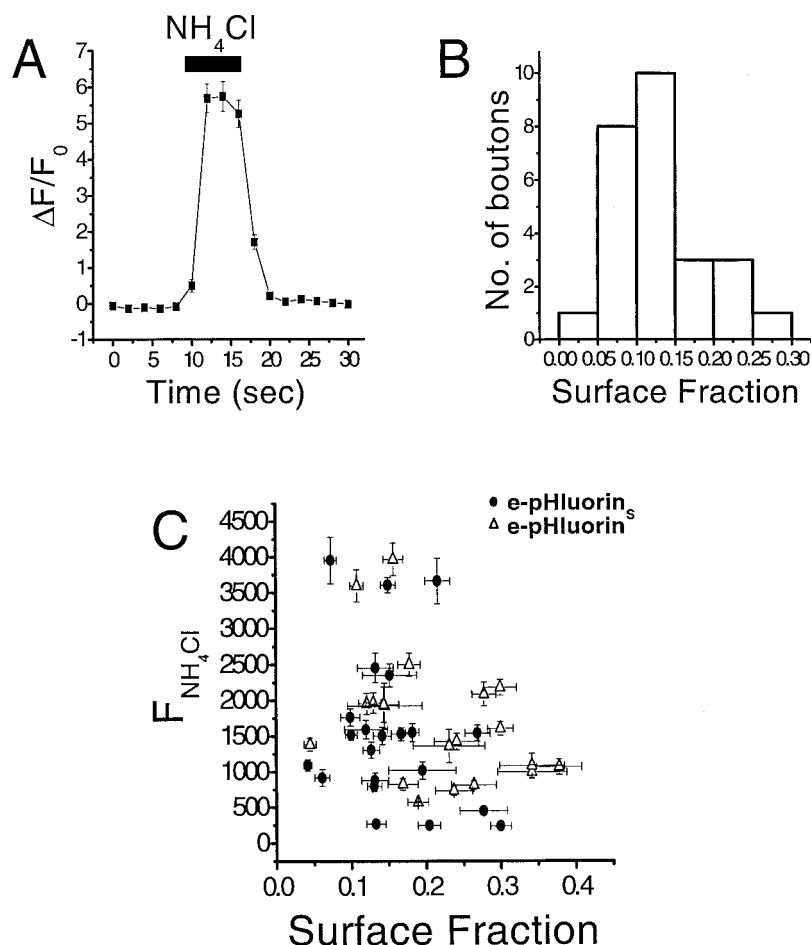 A
NH4Cl
7
6
5
4
3
2
1
0
-1
ΔF/F0
0 5 10 15 20 25 30
Time (sec)
B
10
8
6
4
2
0
No. of boutons
0.00 0.05 0.10 0.15 0.20 0.25 0.30
Surface Fraction
C
e-pHluorins
e-pHluorins
4500
4000
3500
3000
2500
2000
1500
1000
500
0
FNH4Cl
0.0 0.1 0.2 0.3 0.4
Surface Fraction